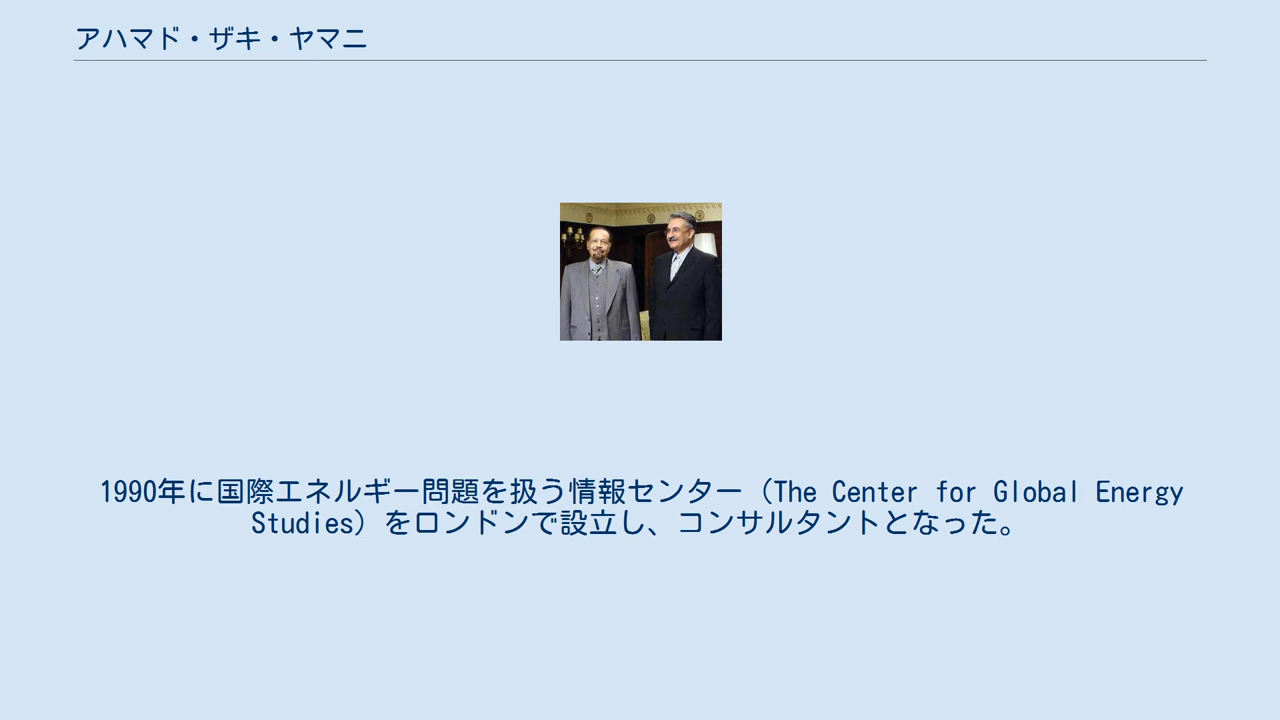 アハマド・ザキ・ヤマニ
1990年に国際エネルギー問題を扱う情報センター（The Center for Global Energy
Studies）をロンドンで設立し、コンサルタントとなった。